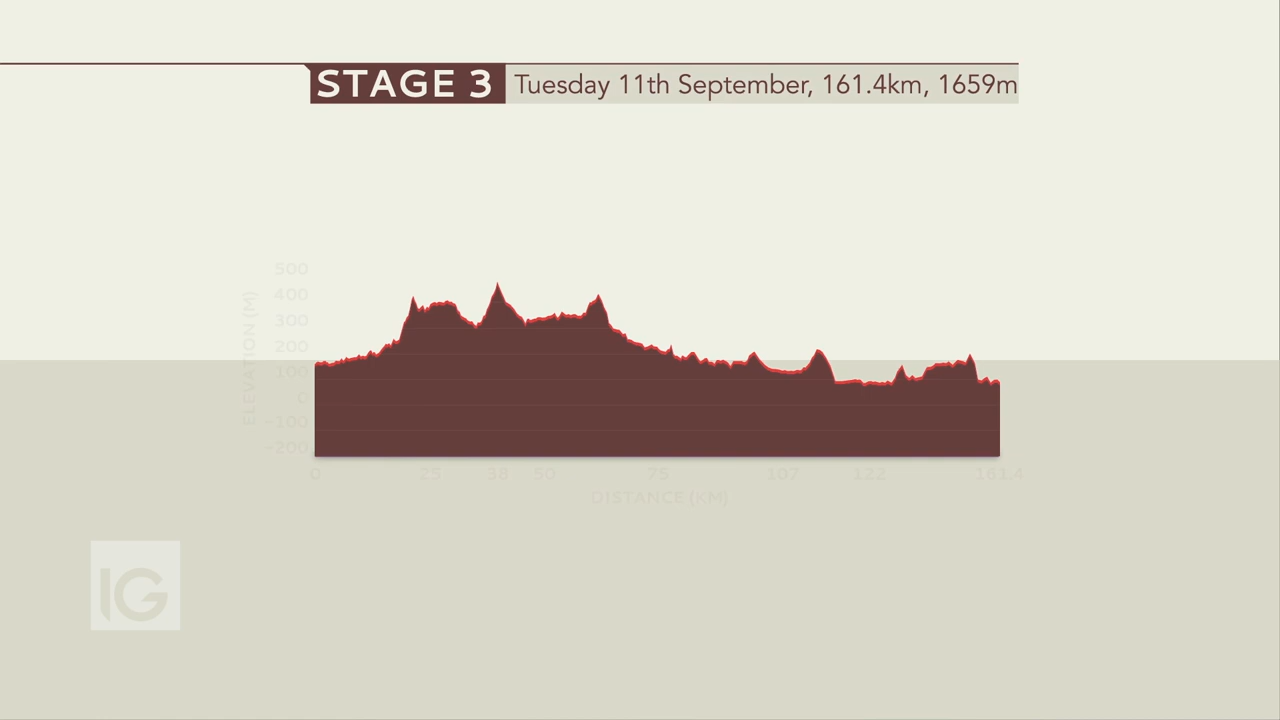 STAGE 3 Tuesday 11th September, 161.4km, 1659m
500
400
300
200
100
0
-100
-200
ELEVATION (M)
0 25 38 50 75 107 122 161.4
DISTANCE (KM)
IG